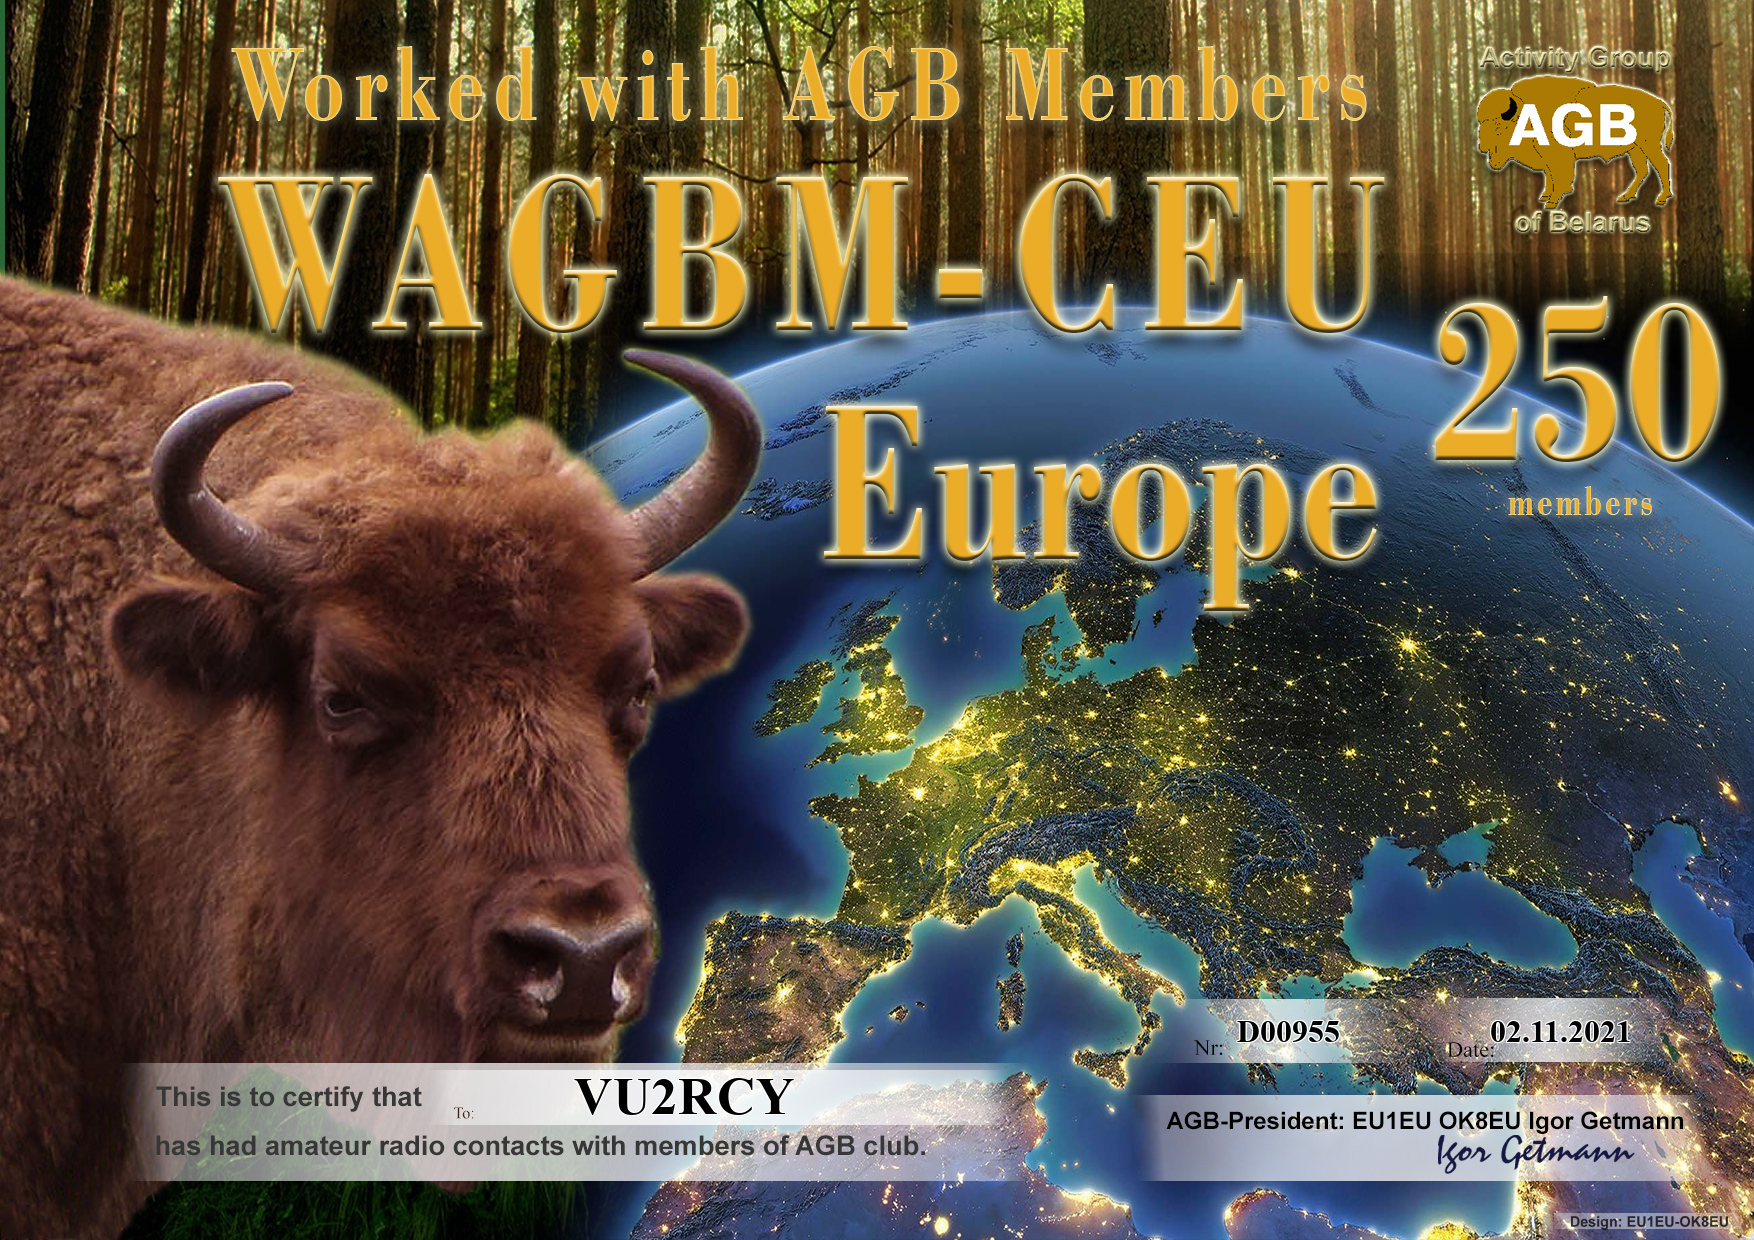 Worked with AGB Members
Activity Group
AGB
of Belarus
WAGBM-CEU
250
members
Europe
Nr: D00955 Date: 02.11.2021
This is to certify that To: VU2RCY
has had amateur radio contacts with members of AGB club.
AGB-President: EU1EU OK8EU Igor Getmann
Igor Getmann
Design: EU1EU-OK8EU